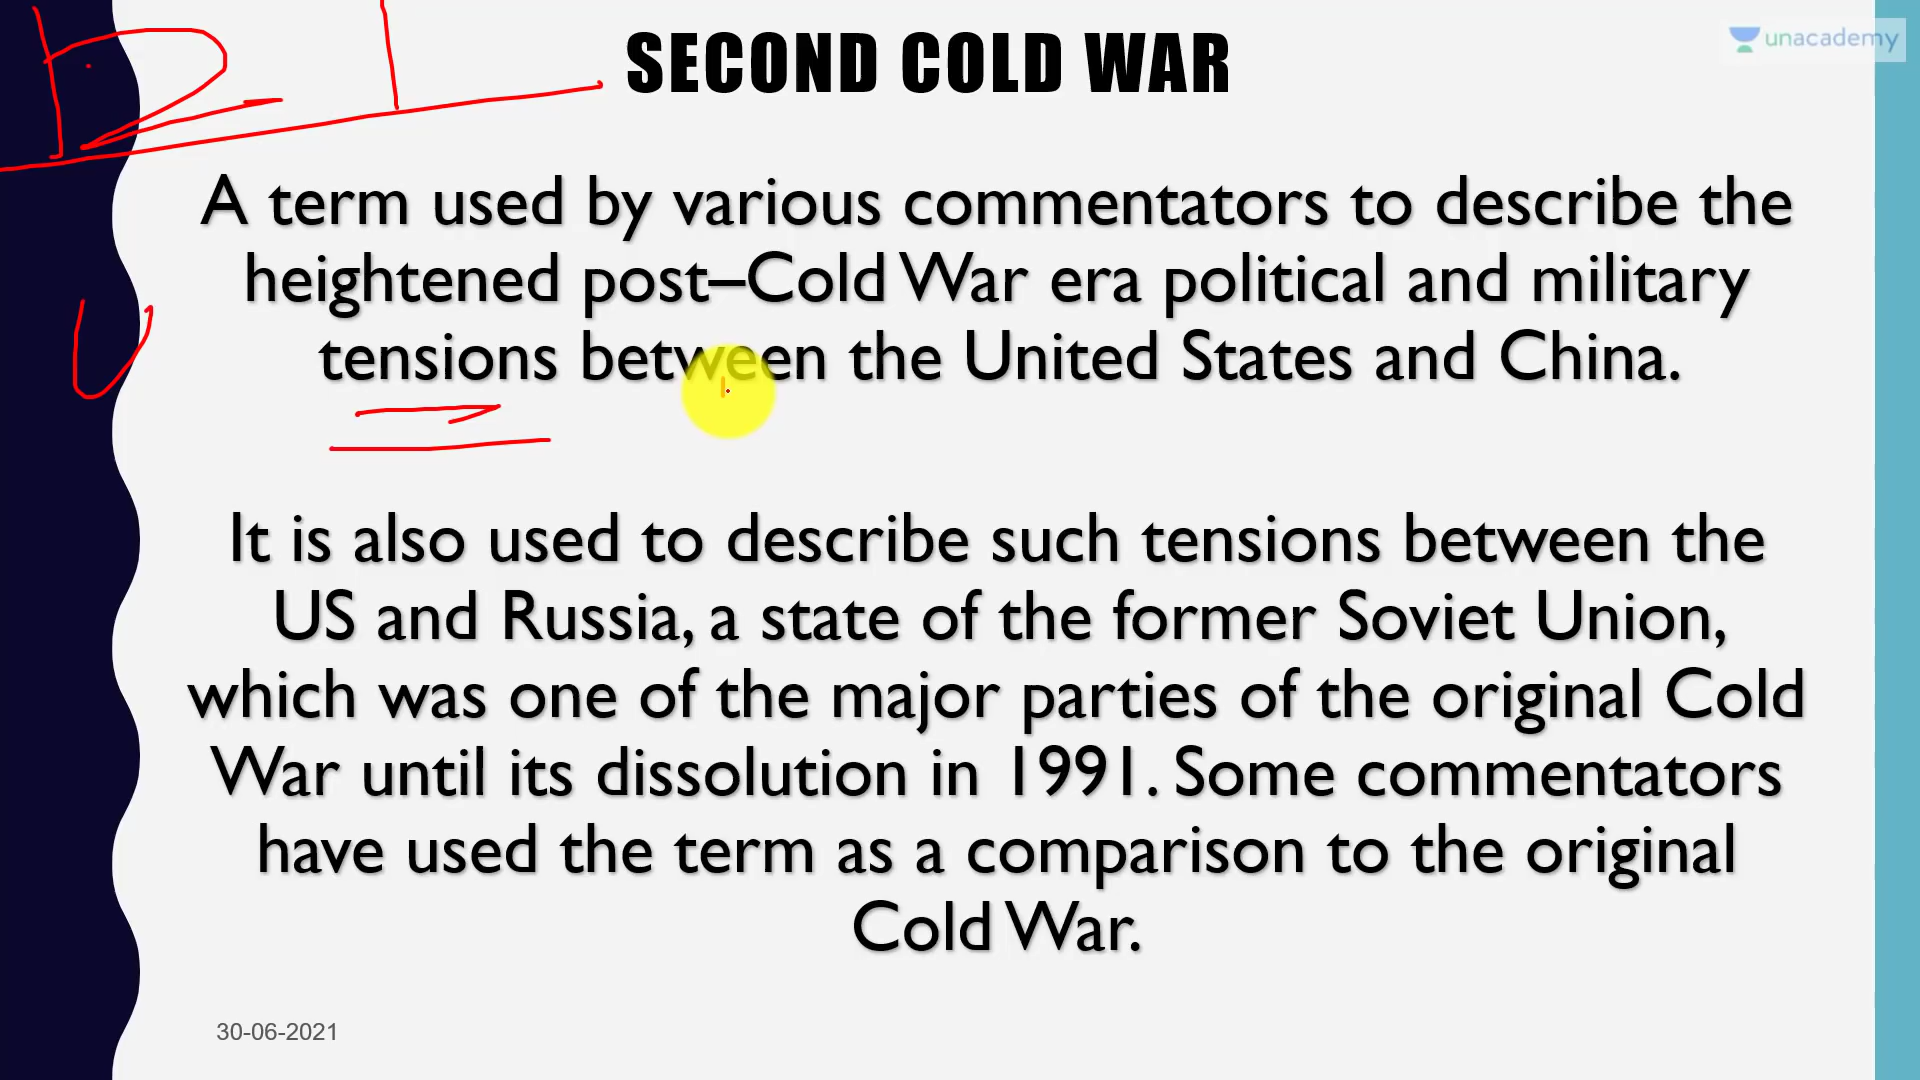 SECOND COLD WAR
unacademy
A term used by various commentators to describe the
heightened post–Cold War era political and military
tensions between the United States and China.
It is also used to describe such tensions between the
US and Russia, a state of the former Soviet Union,
which was one of the major parties of the original Cold
War until its dissolution in 1991. Some commentators
have used the term as a comparison to the original
Cold War.
30-06-2021